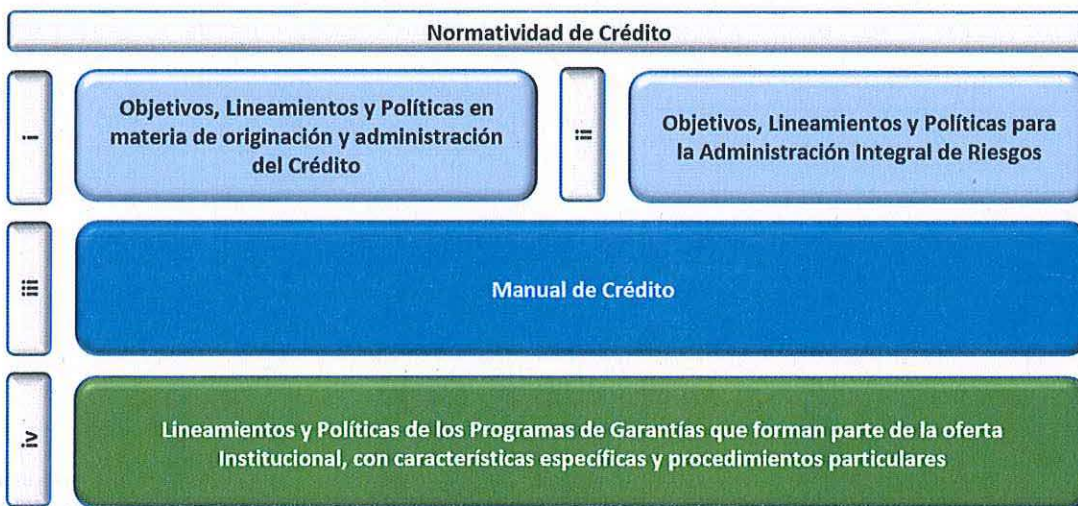 Normatividad de Crédito
i
Objetivos, Lineamientos y Políticas en
materia de originación y administración
del Crédito
ii
Objetivos, Lineamientos y Políticas para
la Administración Integral de Riesgos
iii
Manual de Crédito
iv
Lineamientos y Políticas de los Programas de Garantías que forman parte de la oferta
Institucional, con características específicas y procedimientos particulares